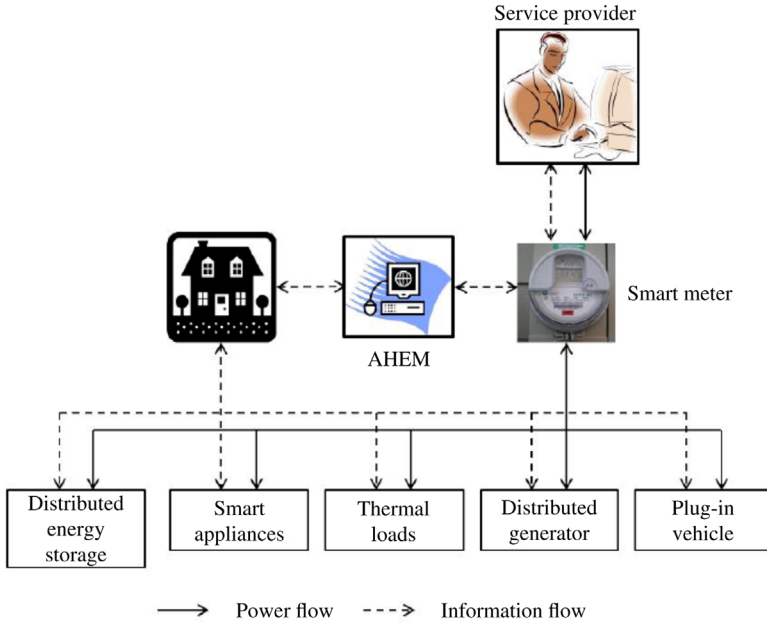 Service provider
Smart meter
AHEM
Distributed
energy
storage
Smart
appliances
Thermal
loads
Distributed
generator
Plug-in
vehicle
Power flow
Information flow